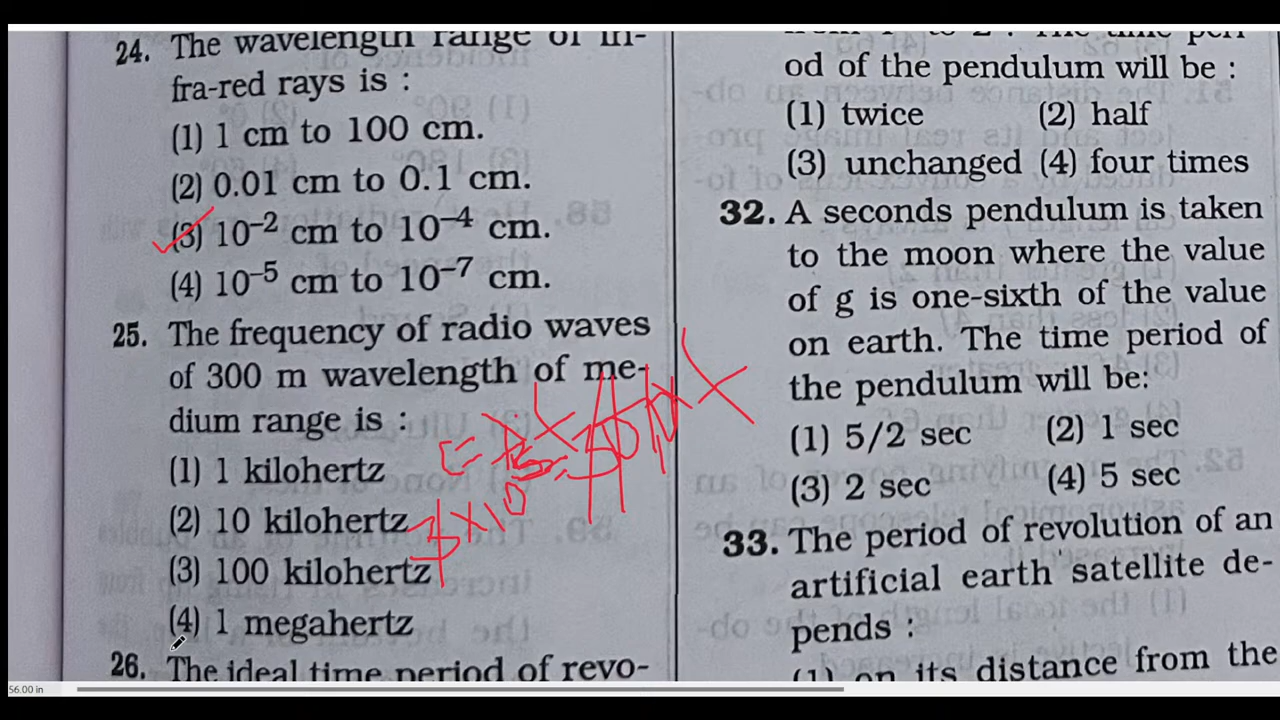 24. The wavelength range of in-
fra-red rays is :
(1) 1 cm to 100 cm.
(2) 0.01 cm to 0.1 cm.
(3) 10⁻² cm to 10⁻⁴ cm.
(4) 10⁻⁵ cm to 10⁻⁷ cm.
25. The frequency of radio waves
of 300 m wavelength of me-
dium range is :
(1) 1 kilohertz
(2) 10 kilohertz
(3) 100 kilohertz
(4) 1 megahertz
26. The ideal time period of revo-
od of the pendulum will be :
(1) twice (2) half
(3) unchanged (4) four times
32. A seconds pendulum is taken
to the moon where the value
of g is one-sixth of the value
on earth. The time period of
the pendulum will be:
(1) 5/2 sec (2) 1 sec
(3) 2 sec (4) 5 sec
33. The period of revolution of an
artificial earth satellite de-
pends :
(1) on its distance from the
3×10
56.00 in